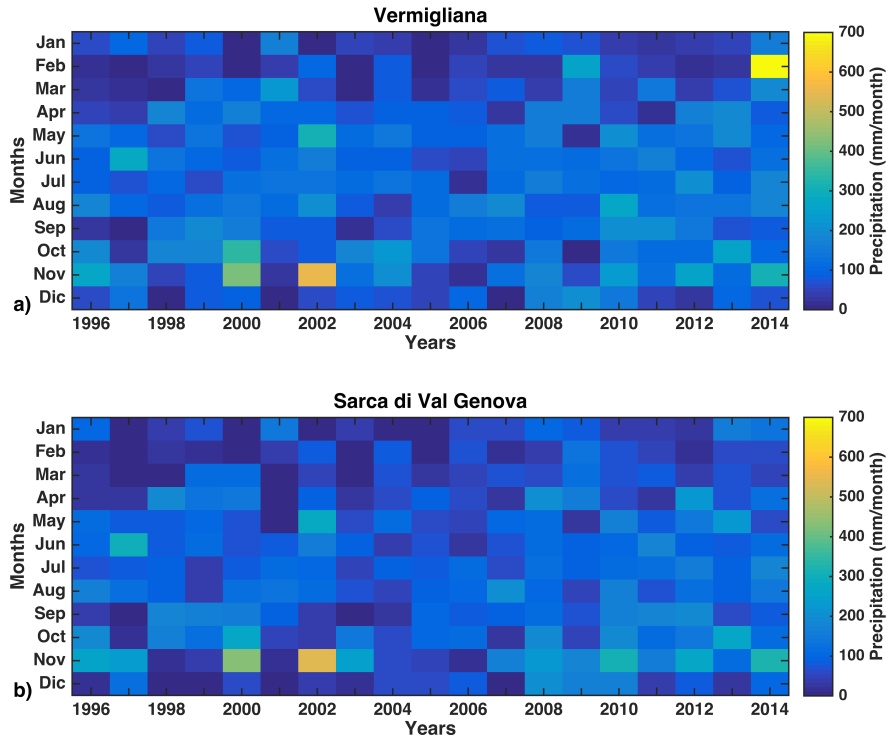 Vermigliana
Jan
Feb
Mar
Apr
May
Jun
Jul
Aug
Sep
Oct
Nov
Dic
Months
a)
1996 1998 2000 2002 2004 2006 2008 2010 2012 2014
Years
700
600
500
400
300
200
100
0
Precipitation (mm/month)
Sarca di Val Genova
Jan
Feb
Mar
Apr
May
Jun
Jul
Aug
Sep
Oct
Nov
Dic
Months
b)
1996 1998 2000 2002 2004 2006 2008 2010 2012 2014
Years
700
600
500
400
300
200
100
0
Precipitation (mm/month)